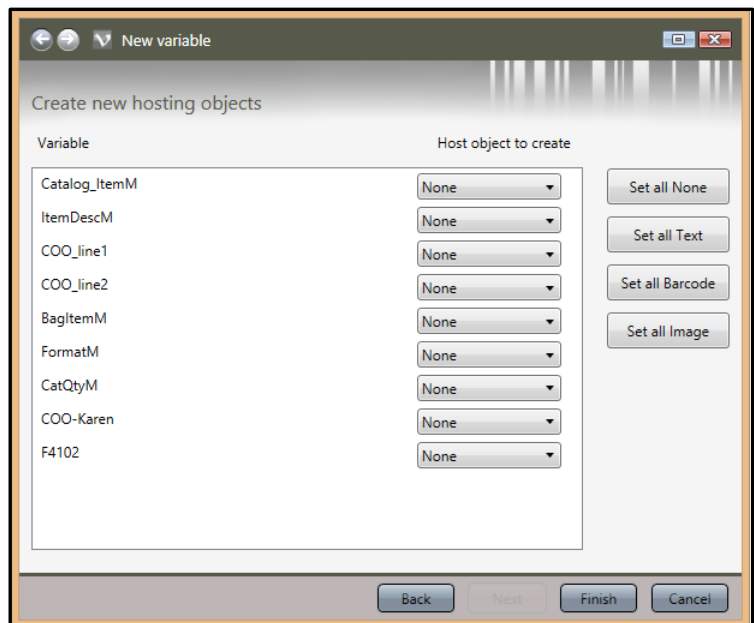 New variable
Create new hosting objects
Variable Host object to create
Catalog_ItemM None Set all None
ItemDescM None
COO_line1 None Set all Text
COO_line2 None Set all Barcode
BagItemM None Set all Image
FormatM None
CatQtyM None
COO-Karen None
F4102 None
Back Next Finish Cancel